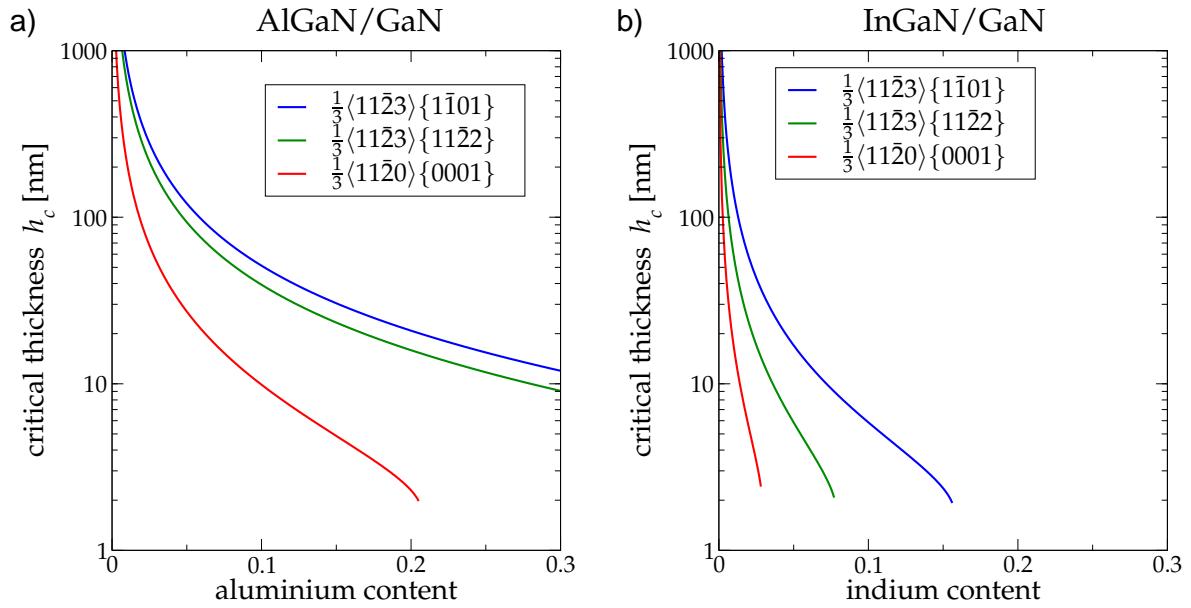 a) AlGaN/GaN
1000
100
10
1
critical thickness h_c [nm]
1/3⟨112̄3⟩{11̄01}
1/3⟨112̄3⟩{112̄2}
1/3⟨112̄0⟩{0001}
0 0.1 0.2 0.3
aluminium content
b) InGaN/GaN
1000
100
10
1
critical thickness h_c [nm]
1/3⟨112̄3⟩{11̄01}
1/3⟨112̄3⟩{112̄2}
1/3⟨112̄0⟩{0001}
0 0.1 0.2 0.3
indium content